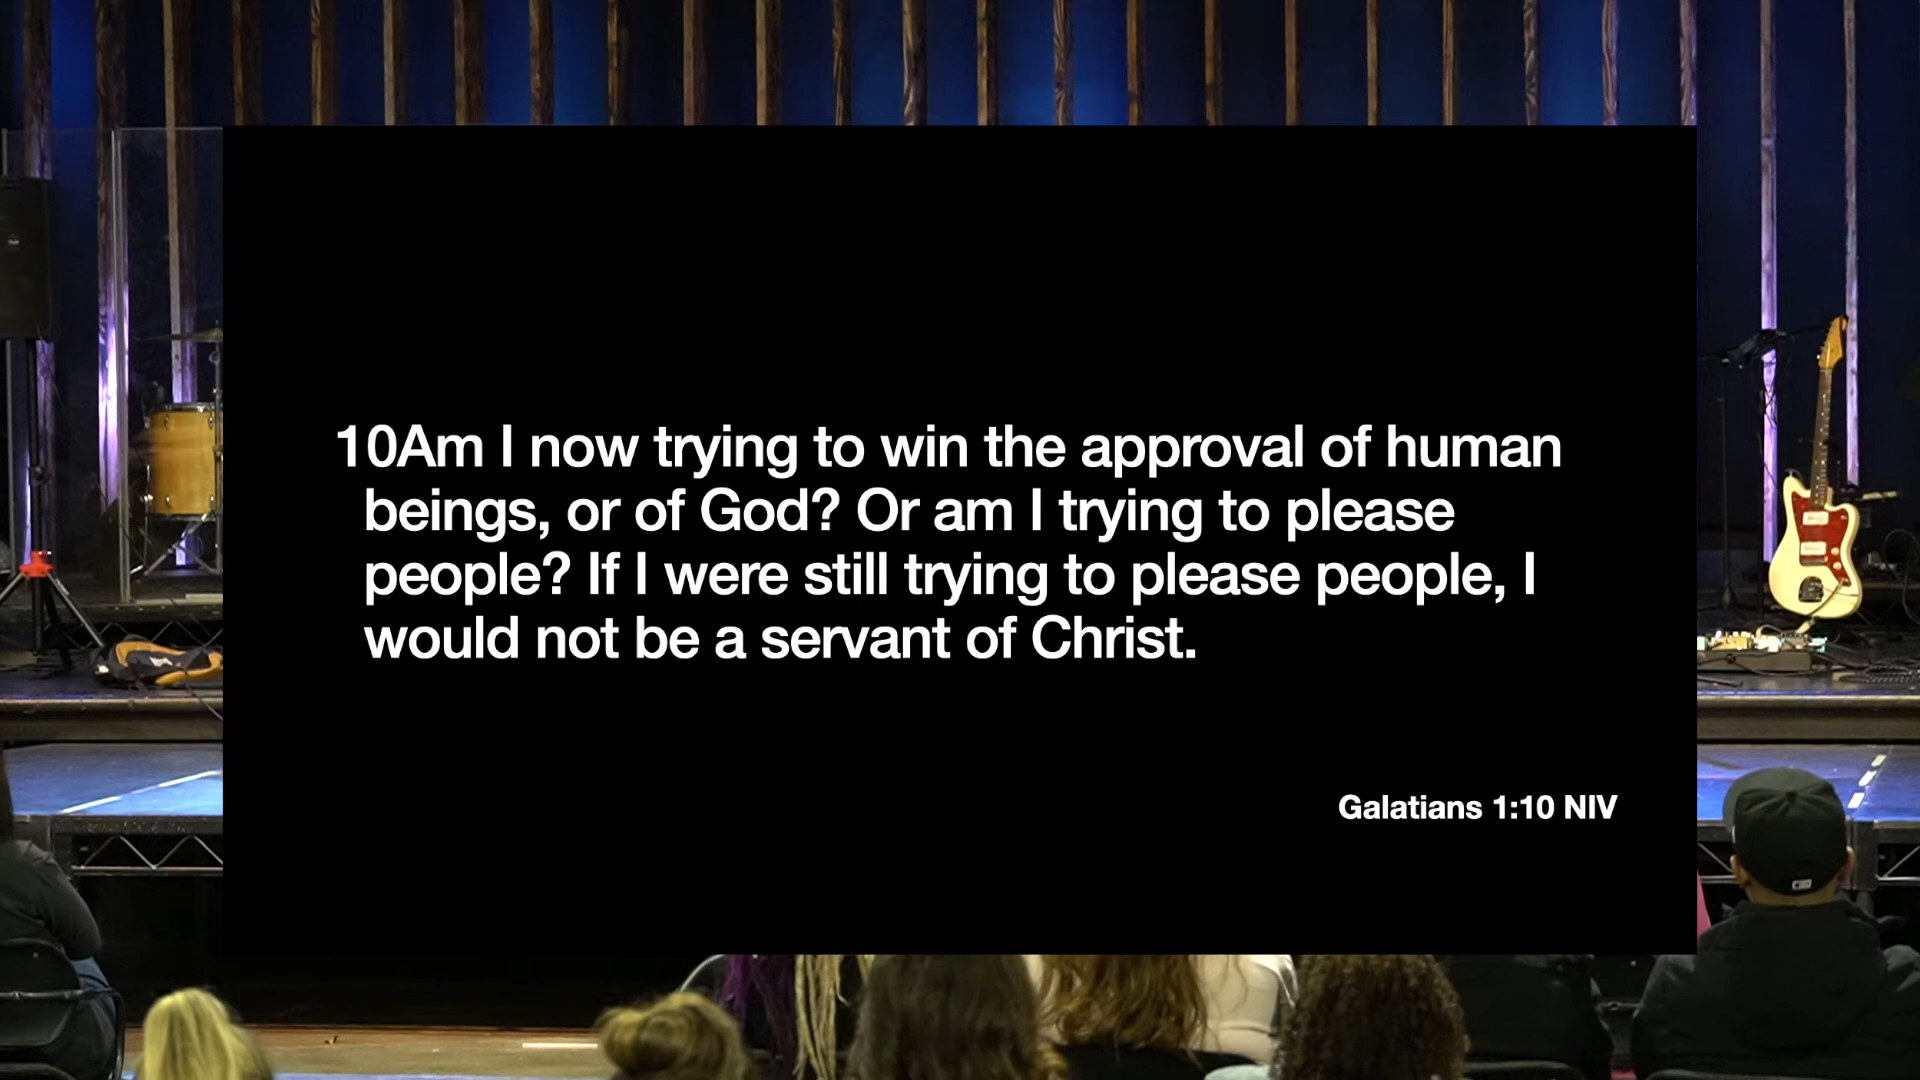 10Am I now trying to win the approval of human
beings, or of God? Or am I trying to please
people? If I were still trying to please people, I
would not be a servant of Christ.
Galatians 1:10 NIV